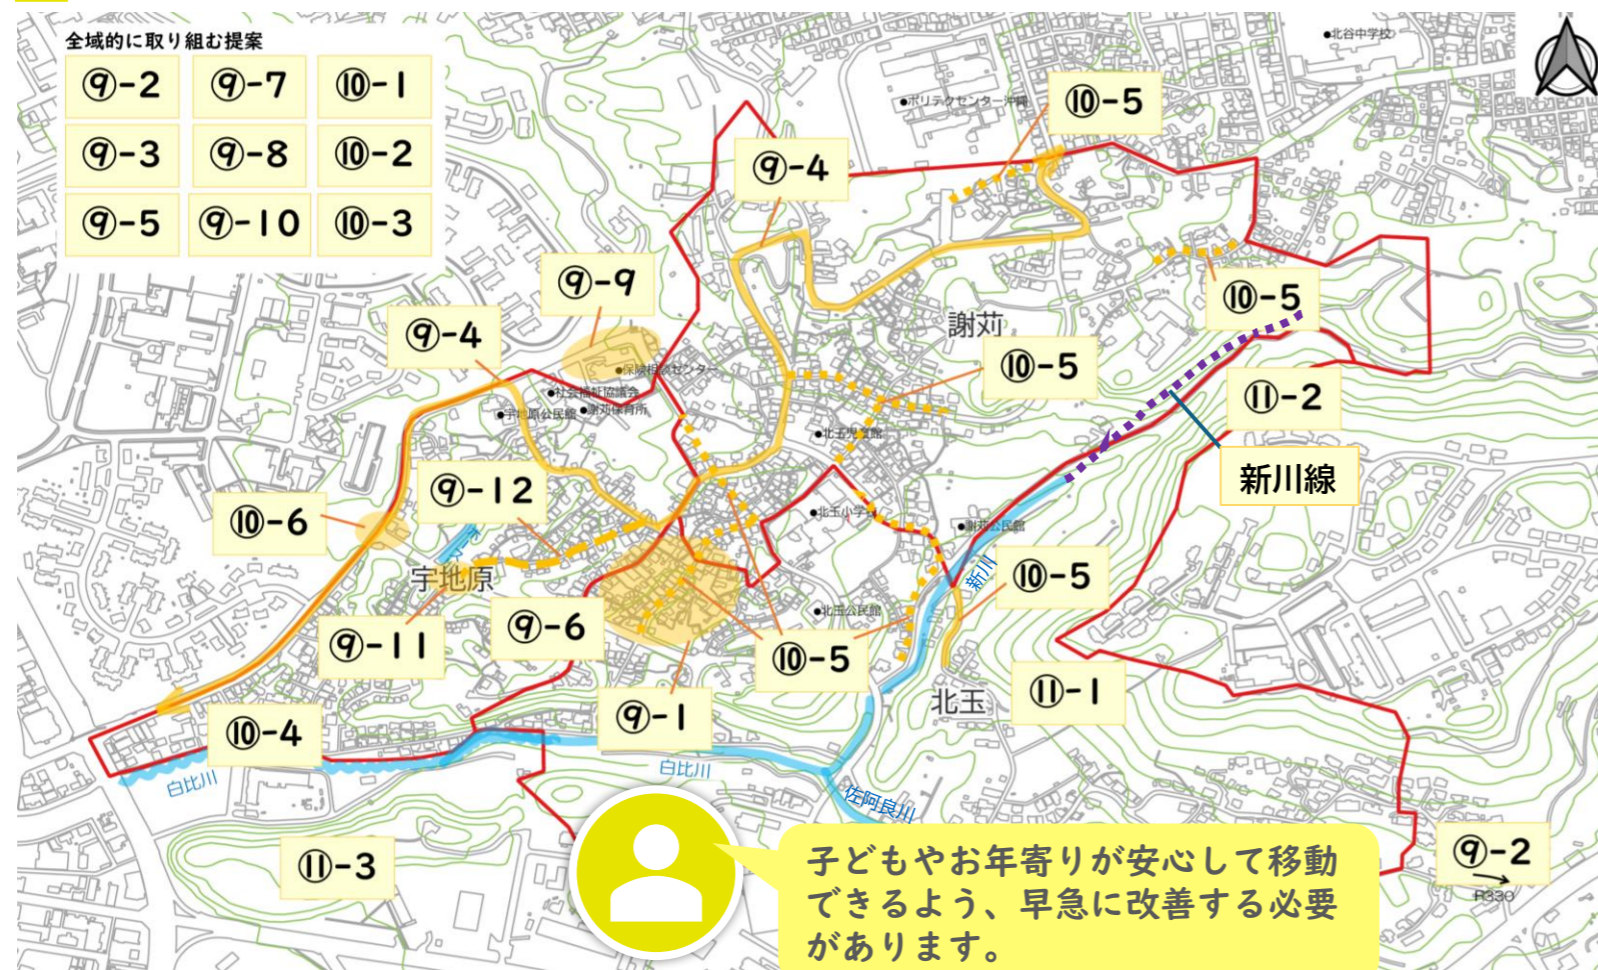 全域的に取り組む提案
⑨-2 ⑨-7 ⑩-1
⑨-3 ⑨-8 ⑩-2
⑨-5 ⑨-10 ⑩-3
●北谷中学校
●ポリテクセンター沖縄
⑩-5
⑨-4
⑨-9
⑩-5
⑨-4
謝苅
⑩-5
●保険相談センター
●社会福祉協議会
●宇地原公民館
●謝苅保育所
⑪-2
●北玉児童館
新川線
⑨-12
⑩-6
●北玉小学校
●謝苅公民館
新川
宇地原
⑩-5
⑨-6
●北玉公民館
⑨-11
⑩-5
⑪-1
北玉
⑨-1
⑩-4
白比川
白比川
佐阿良川
⑪-3
⑨-2
R330
子どもやお年寄りが安心して移動
できるよう、早急に改善する必要
があります。